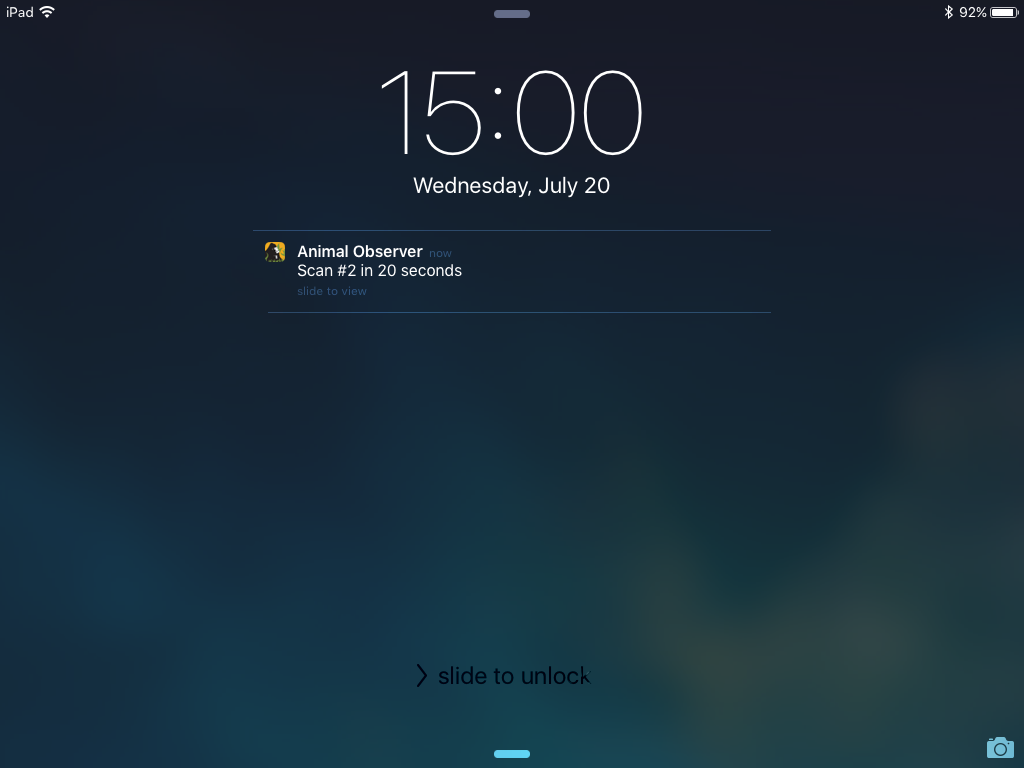 iPad 92%
15:00
Wednesday, July 20
Animal Observer now
Scan #2 in 20 seconds
slide to view
slide to unlock